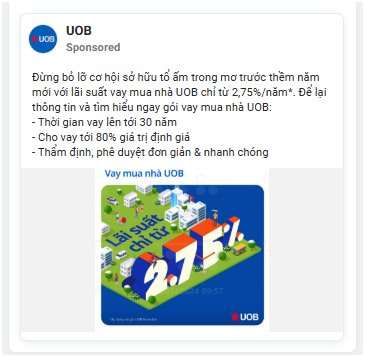 UOB
UOB
Sponsored
Đừng bỏ lỡ cơ hội sở hữu tổ ấm trong mơ trước thềm năm
mới với lãi suất vay mua nhà UOB chỉ từ 2,75%/năm*. Để lại
thông tin và tìm hiểu ngay gói vay mua nhà UOB:
- Thời gian vay lên tới 30 năm
- Cho vay tới 80% giá trị định giá
- Thẩm định, phê duyệt đơn giản & nhanh chóng
Vay mua nhà UOB
Lãi suất
chỉ từ
2.75%
UOB